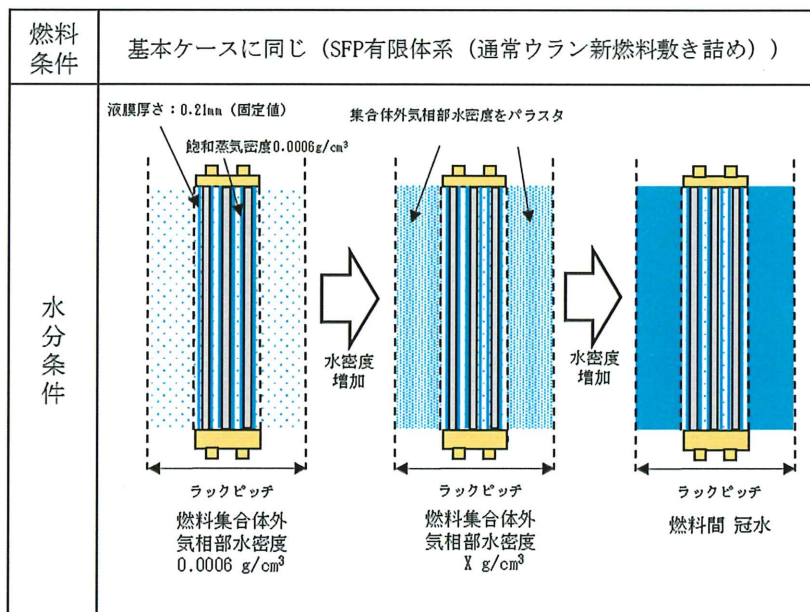 燃料
条件
基本ケースに同じ（SFP有限体系（通常ウラン新燃料敷き詰め））
水
分
条
件
液膜厚さ：0.21mm（固定値）
飽和蒸気密度0.0006g/cm³
集合体外気相部水密度をパラスタ
水密度
増加
水密度
増加
ラックピッチ
ラックピッチ
ラックピッチ
燃料集合体外
気相部水密度
0.0006 g/cm³
燃料集合体外
気相部水密度
X g/cm³
燃料間 冠水